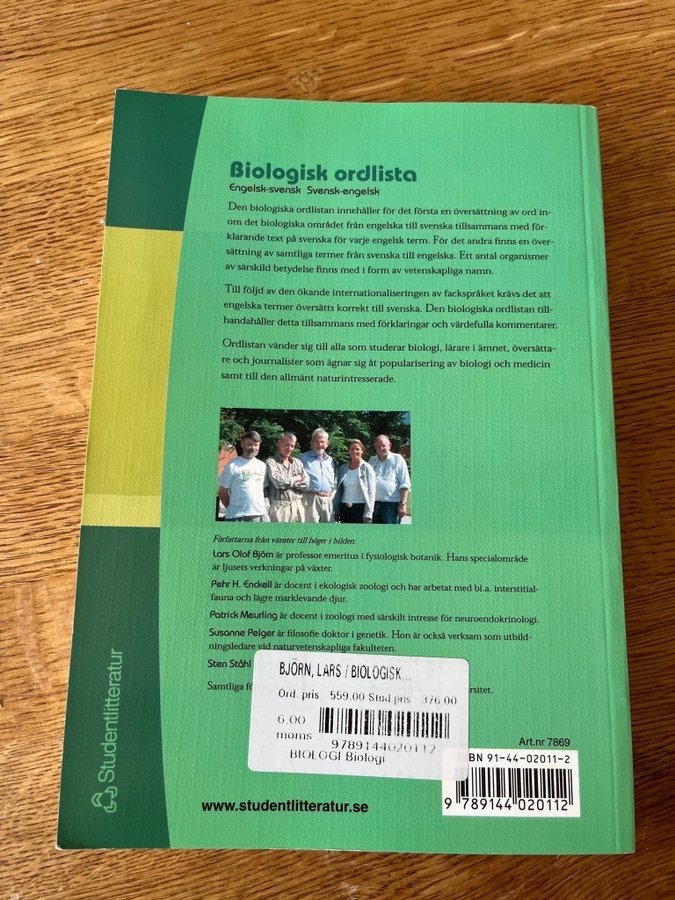 Biologisk ordlista
Engelsk-svensk Svensk-engelsk
Den biologiska ordlistan innehåller för det första en översättning av ord in-
om det biologiska området från engelska till svenska tillsammans med för-
klarande text på svenska för varje engelsk term. För det andra finns en över-
sättning av samtliga termer från svenska till engelska. Ett antal organismer
av särskild betydelse finns med i form av vetenskapliga namn.
Till följd av den ökande internationaliseringen av fackspråket krävs det att
engelska termer översätts korrekt till svenska. Den biologiska ordlistan till-
handahåller detta tillsammans med förklaringar och värdefulla kommentarer.
Ordlistan vänder sig till alla som studerar biologi, lärare i ämnet, översätta-
re och journalister som ägnar sig åt popularisering av biologi och medicin
samt till den allmänt naturintresserade.
Författarna från vänster till höger i bilden:
Lars Olof Björn är professor emeritus i fysiologisk botanik. Hans specialområde
är ljusets verkningar på växter.
Pehr H. Enckell är docent i ekologisk zoologi och har arbetat med bl.a. interstitial-
fauna och lägre marklevande djur.
Patrick Meurling är docent i zoologi med särskilt intresse för neuroendokrinologi.
Susanne Pelger är filosofie doktor i genetik. Hon är också verksam som utbild-
ningsledare vid naturvetenskapliga fakulteten.
Sten Ståhl
Samtliga
BJÖRN, LARS / BIOLOGISK...
Ord. pris 559.00 Stud.pris 376.00
6.00
moms
9789144020112
BIOLOGI Biologi
Art.nr 7869
ISBN 91-44-02011-2
9 789144 020112
www.studentlitteratur.se
Studentlitteratur